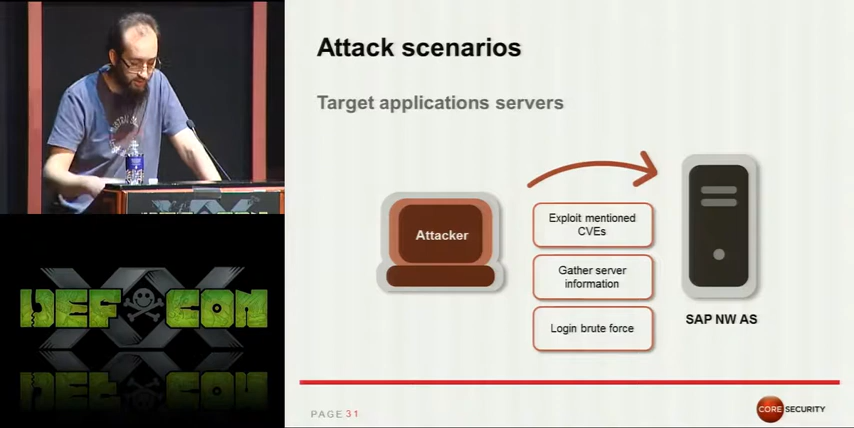 Attack scenarios
Target applications servers
Attacker
Exploit mentioned
CVEs
Gather server
information
Login brute force
SAP NW AS
PAGE 31
CORE SECURITY
XX
DEF CON